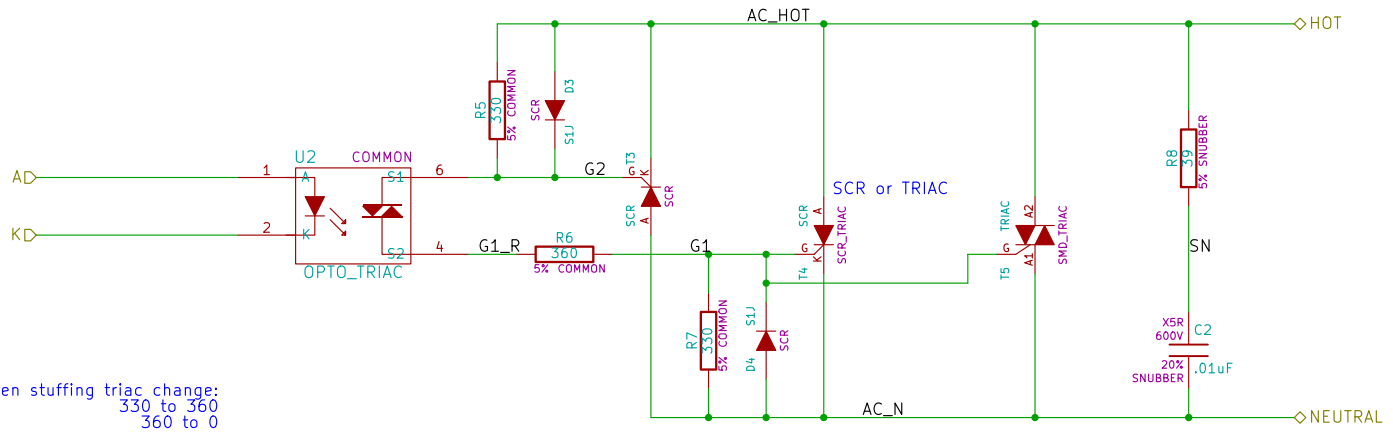 AC_HOT
HOT
R5
330
5% COMMON
SCR
D3
S1J
U2
COMMON
T3
G
K
G2
SCR
SCR
A
A
1
A
S1
6
K
2
K
S2
4
OPTO_TRIAC
G1_R
R6
360
5% COMMON
G1
SCR or TRIAC
SCR
A
SCR_TRIAC
G
K
T4
TRIAC
A2
SMD_TRIAC
G
A1
T5
R8
39
5% SNUBBER
SN
R7
330
5% COMMON
S1J
SCR
D4
X5R
600V
C2
20%
.01uF
SNUBBER
en stuffing triac change:
330 to 360
360 to 0
AC_N
NEUTRAL